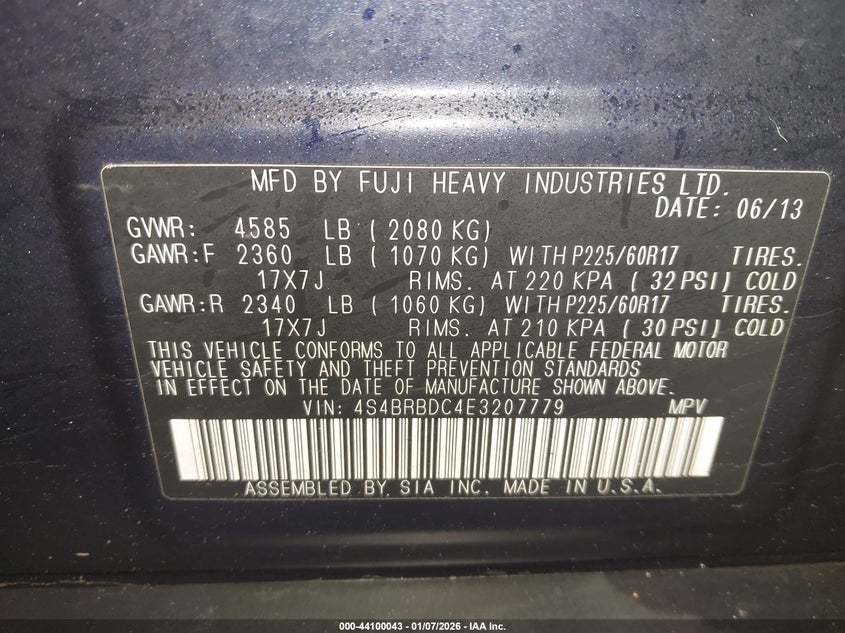 MFD BY FUJI HEAVY INDUSTRIES LTD.
DATE: 06/13
GVWR: 4585 LB ( 2080 KG)
GAWR:F 2360 LB ( 1070 KG) WITH P225/60R17 TIRES.
17X7J RIMS. AT 220 KPA ( 32 PSI) COLD
GAWR:R 2340 LB ( 1060 KG) WITH P225/60R17 TIRES.
17X7J RIMS. AT 210 KPA ( 30 PSI) COLD
THIS VEHICLE CONFORMS TO ALL APPLICABLE FEDERAL MOTOR
VEHICLE SAFETY AND THEFT PREVENTION STANDARDS
IN EFFECT ON THE DATE OF MANUFACTURE SHOWN ABOVE.
VIN: 4S4BRBDC4E3207779 MPV
ASSEMBLED BY SIA INC. MADE IN U.S.A.
000-44100043 - 01/07/2026 - IAA Inc.